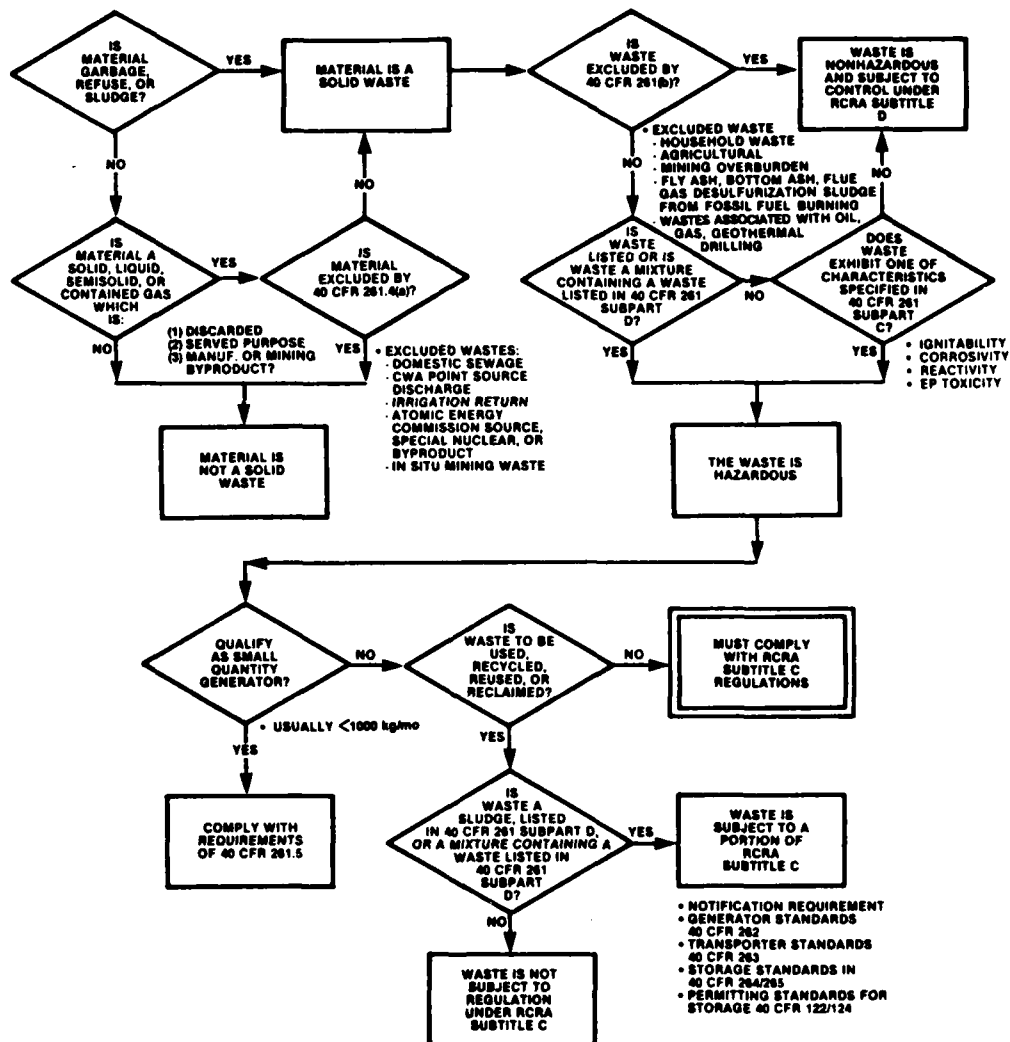 IS
MATERIAL
GARBAGE,
REFUSE, OR
SLUDGE?
YES
MATERIAL IS A
SOLID WASTE
IS
WASTE
EXCLUDED BY
40 CFR 261(b)?
YES
WASTE IS
NONHAZARDOUS
AND SUBJECT TO
CONTROL UNDER
RCRA SUBTITLE
D
NO
NO
NO
• EXCLUDED WASTE
- HOUSEHOLD WASTE
- AGRICULTURAL
- MINING OVERBURDEN
- FLY ASH, BOTTOM ASH, FLUE
GAS DESULFURIZATION SLUDGE
FROM FOSSIL FUEL BURNING
- WASTES ASSOCIATED WITH OIL,
GAS, GEOTHERMAL
DRILLING
NO
IS
MATERIAL A
SOLID, LIQUID,
SEMISOLID, OR
CONTAINED GAS
WHICH
IS:
YES
(1) DISCARDED
(2) SERVED PURPOSE
(3) MANUF. OR MINING
BYPRODUCT?
NO
IS
MATERIAL
EXCLUDED BY
40 CFR 261.4(a)?
YES
• EXCLUDED WASTES:
- DOMESTIC SEWAGE
- CWA POINT SOURCE
DISCHARGE
- IRRIGATION RETURN
- ATOMIC ENERGY
COMMISSION SOURCE,
SPECIAL NUCLEAR, OR
BYPRODUCT
- IN SITU MINING WASTE
IS
WASTE
LISTED OR IS
WASTE A MIXTURE
CONTAINING A WASTE
LISTED IN 40 CFR 261
SUBPART
D?
NO
YES
DOES
WASTE
EXHIBIT ONE OF
CHARACTERISTICS
SPECIFIED IN
40 CFR 261
SUBPART
C?
YES
• IGNITABILITY
• CORROSIVITY
• REACTIVITY
• EP TOXICITY
MATERIAL IS
NOT A SOLID
WASTE
THE WASTE IS
HAZARDOUS
QUALIFY
AS SMALL
QUANTITY
GENERATOR?
NO
• USUALLY <1000 kg/mo
YES
IS
WASTE TO BE
USED,
RECYCLED,
REUSED, OR
RECLAIMED?
NO
YES
MUST COMPLY
WITH RCRA
SUBTITLE C
REGULATIONS
COMPLY WITH
REQUIREMENTS
OF 40 CFR 261.5
IS
WASTE A
SLUDGE, LISTED
IN 40 CFR 261 SUBPART D,
OR A MIXTURE CONTAINING A
WASTE LISTED IN
40 CFR 261
SUBPART
D?
YES
NO
WASTE IS
SUBJECT TO A
PORTION OF
RCRA
SUBTITLE C
• NOTIFICATION REQUIREMENT
• GENERATOR STANDARDS
40 CFR 262
• TRANSPORTER STANDARDS
40 CFR 263
• STORAGE STANDARDS IN
40 CFR 264/265
• PERMITTING STANDARDS FOR
STORAGE 40 CFR 122/124
WASTE IS NOT
SUBJECT TO
REGULATION
UNDER RCRA
SUBTITLE C